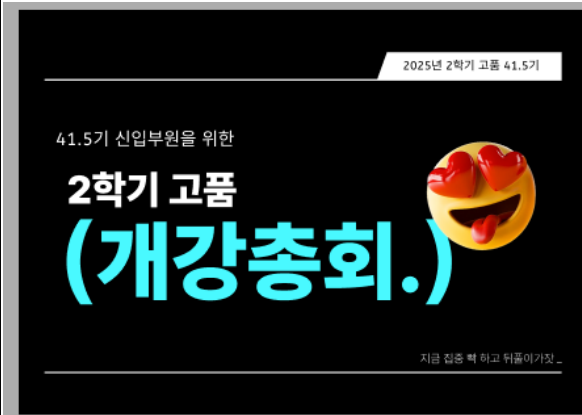 2025년 2학기 고품 41.5기
41.5기 신입부원을 위한
2학기 고품
(개강총회.)
지금 집중 빡 하고 뒤풀이가잣 _